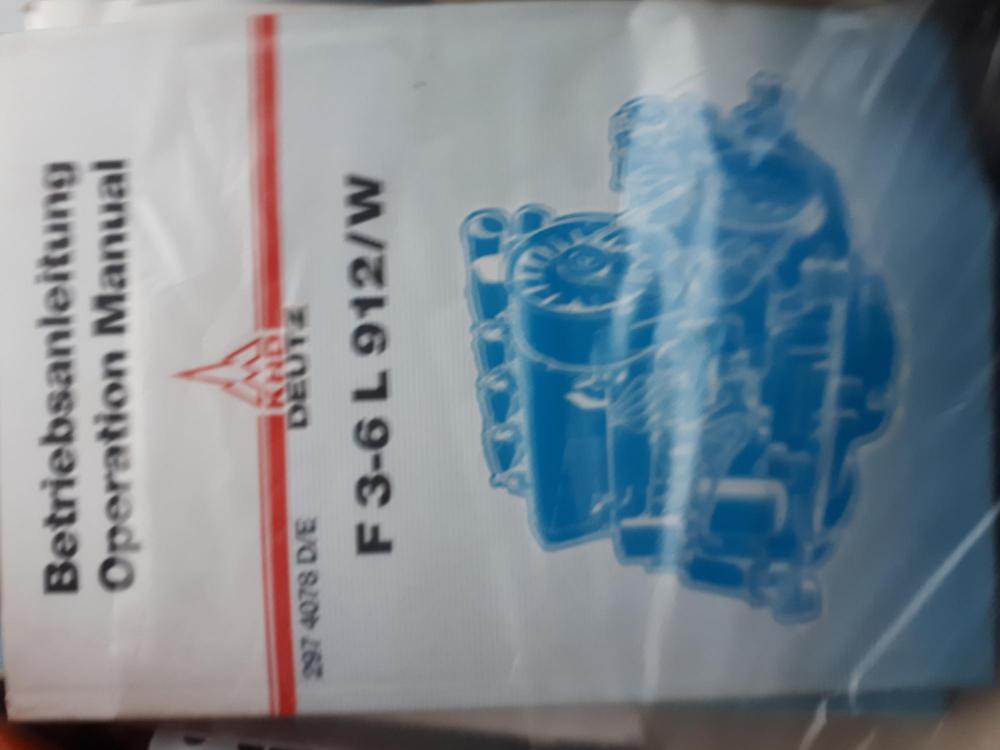 Betriebsanleitung
Operation Manual
KHD
DEUTZ
297 4078 D/E
F 3-6 L 912/W